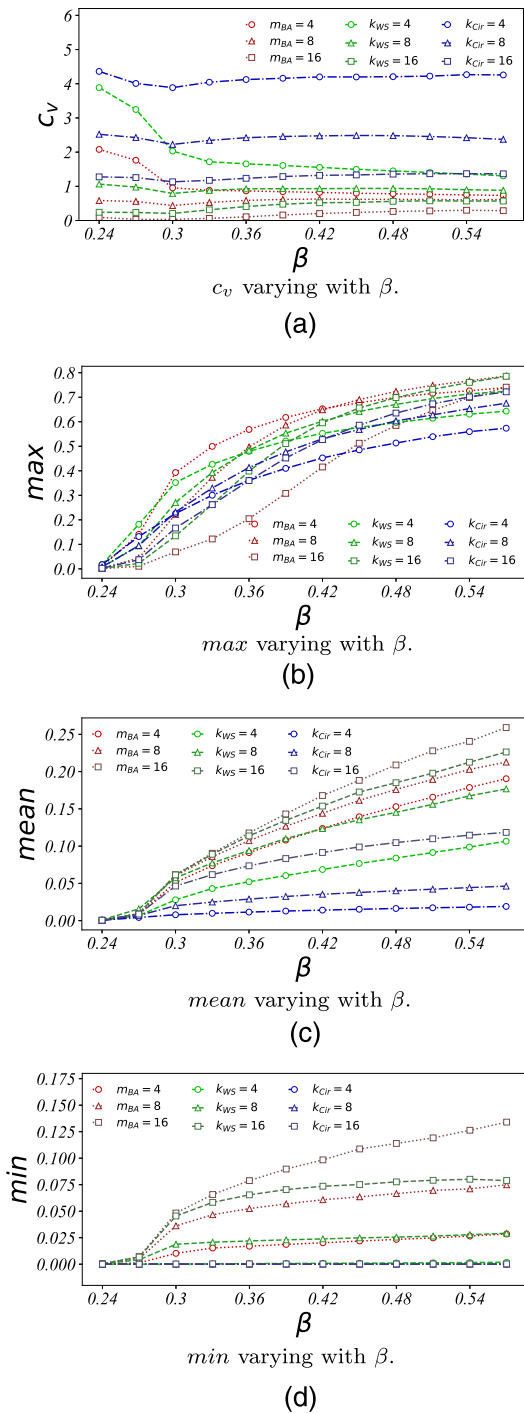 6
5
4
3
2
1
0
c_v
m_BA = 4
m_BA = 8
m_BA = 16
k_WS = 4
k_WS = 8
k_WS = 16
k_Cir = 4
k_Cir = 8
k_Cir = 16
0.24 0.3 0.36 0.42 0.48 0.54
β
c_v varying with β.
(a)
0.8
0.7
0.6
0.5
0.4
0.3
0.2
0.1
0.0
max
m_BA = 4
m_BA = 8
m_BA = 16
k_WS = 4
k_WS = 8
k_WS = 16
k_Cir = 4
k_Cir = 8
k_Cir = 16
0.24 0.3 0.36 0.42 0.48 0.54
β
max varying with β.
(b)
0.25
0.20
0.15
0.10
0.05
0.00
mean
m_BA = 4
m_BA = 8
m_BA = 16
k_WS = 4
k_WS = 8
k_WS = 16
k_Cir = 4
k_Cir = 8
k_Cir = 16
0.24 0.3 0.36 0.42 0.48 0.54
β
mean varying with β.
(c)
0.175
0.150
0.125
0.100
0.075
0.050
0.025
0.000
min
m_BA = 4
m_BA = 8
m_BA = 16
k_WS = 4
k_WS = 8
k_WS = 16
k_Cir = 4
k_Cir = 8
k_Cir = 16
0.24 0.3 0.36 0.42 0.48 0.54
β
min varying with β.
(d)